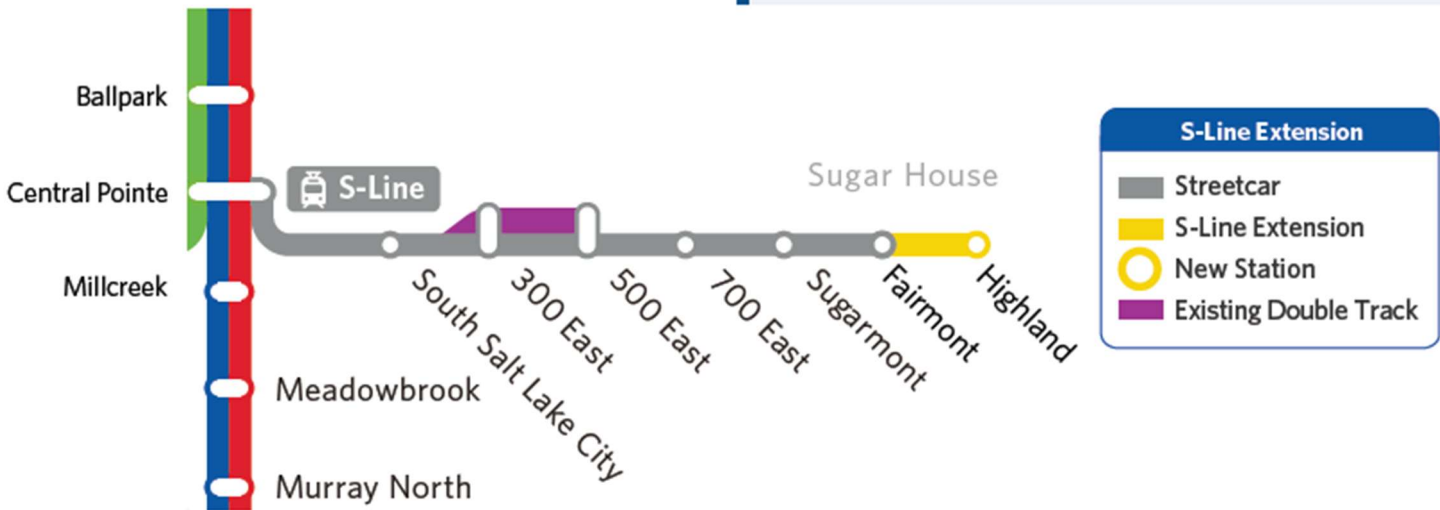 Ballpark
Central Pointe
Millcreek
Meadowbrook
Murray North
S-Line
Sugar House
South Salt Lake City
300 East
500 East
700 East
Sugarmont
Fairmont
Highland
S-Line Extension
Streetcar
S-Line Extension
New Station
Existing Double Track